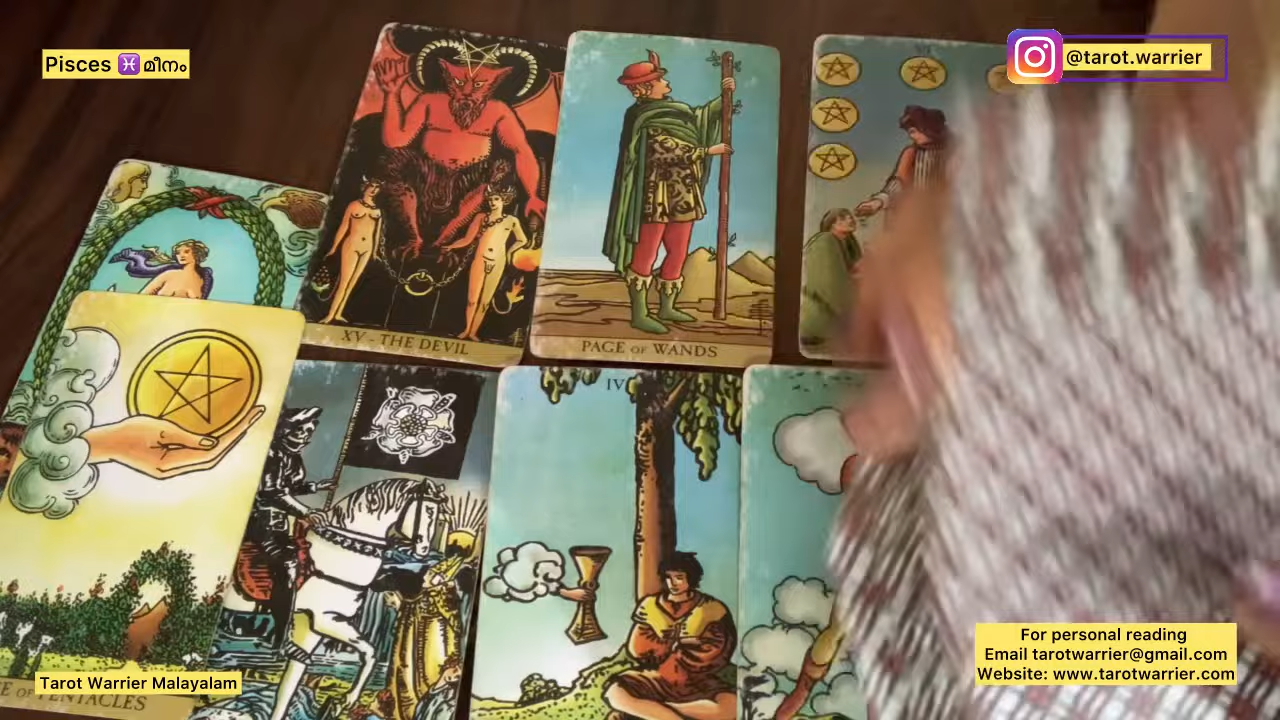 Pisces ♓ മീനം
@tarot.warrier
XV - THE DEVIL
PAGE OF WANDS
IV
OF PENTACLES
Tarot Warrier Malayalam
For personal reading
Email tarotwarrier@gmail.com
Website: www.tarotwarrier.com